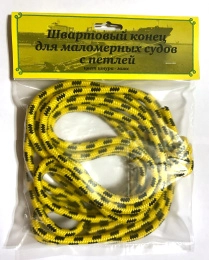 Швартовый конец
для маломерных судов
с петлей